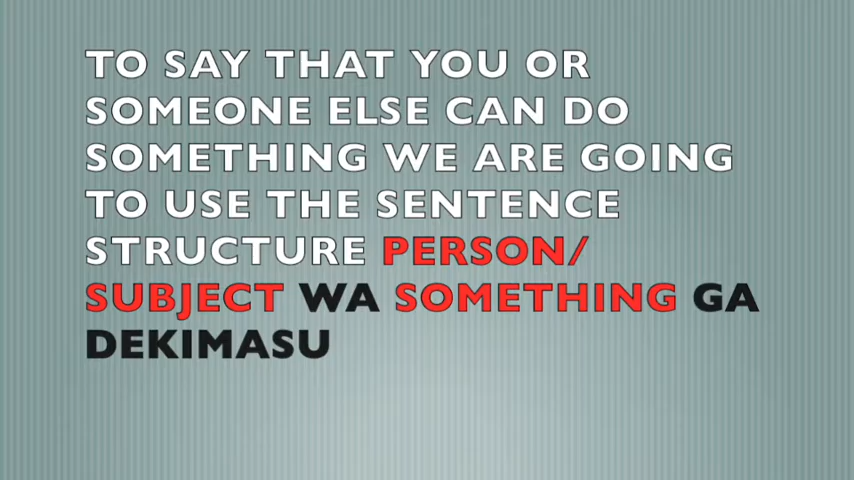 TO SAY THAT YOU OR
SOMEONE ELSE CAN DO
SOMETHING WE ARE GOING
TO USE THE SENTENCE
STRUCTURE PERSON/
SUBJECT WA SOMETHING GA
DEKIMASU